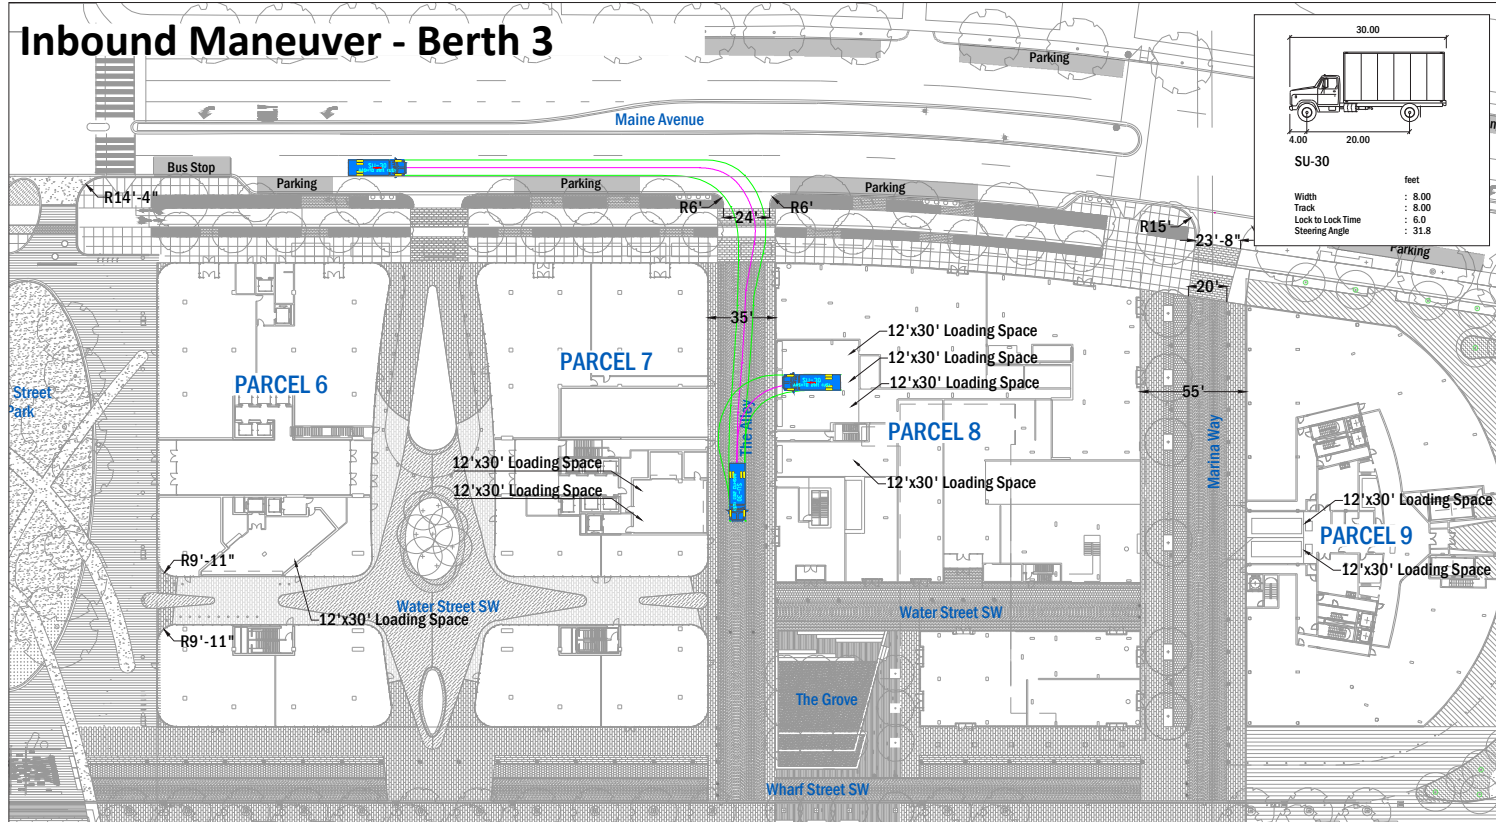 Inbound Maneuver - Berth 3
Parking
30.00
4.00
20.00
SU-30
feet
Width : 8.00
Track : 8.00
Lock to Lock Time : 6.0
Steering Angle : 31.8
Maine Avenue
Bus Stop
SU-30
Parking
Parking
Parking
R14'-4"
R6'
24'
R6'
R15'
23'-8"
Parking
20'
35'
12'x30' Loading Space
12'x30' Loading Space
12'x30' Loading Space
PARCEL 6
PARCEL 7
SU-30
Street
Park
55'
The Alley
PARCEL 8
Marina Way
12'x30' Loading Space
12'x30' Loading Space
12'x30' Loading Space
12'x30' Loading Space
PARCEL 9
12'x30' Loading Space
R9'-11"
Water Street SW
12'x30' Loading Space
Water Street SW
R9'-11"
The Grove
Wharf Street SW